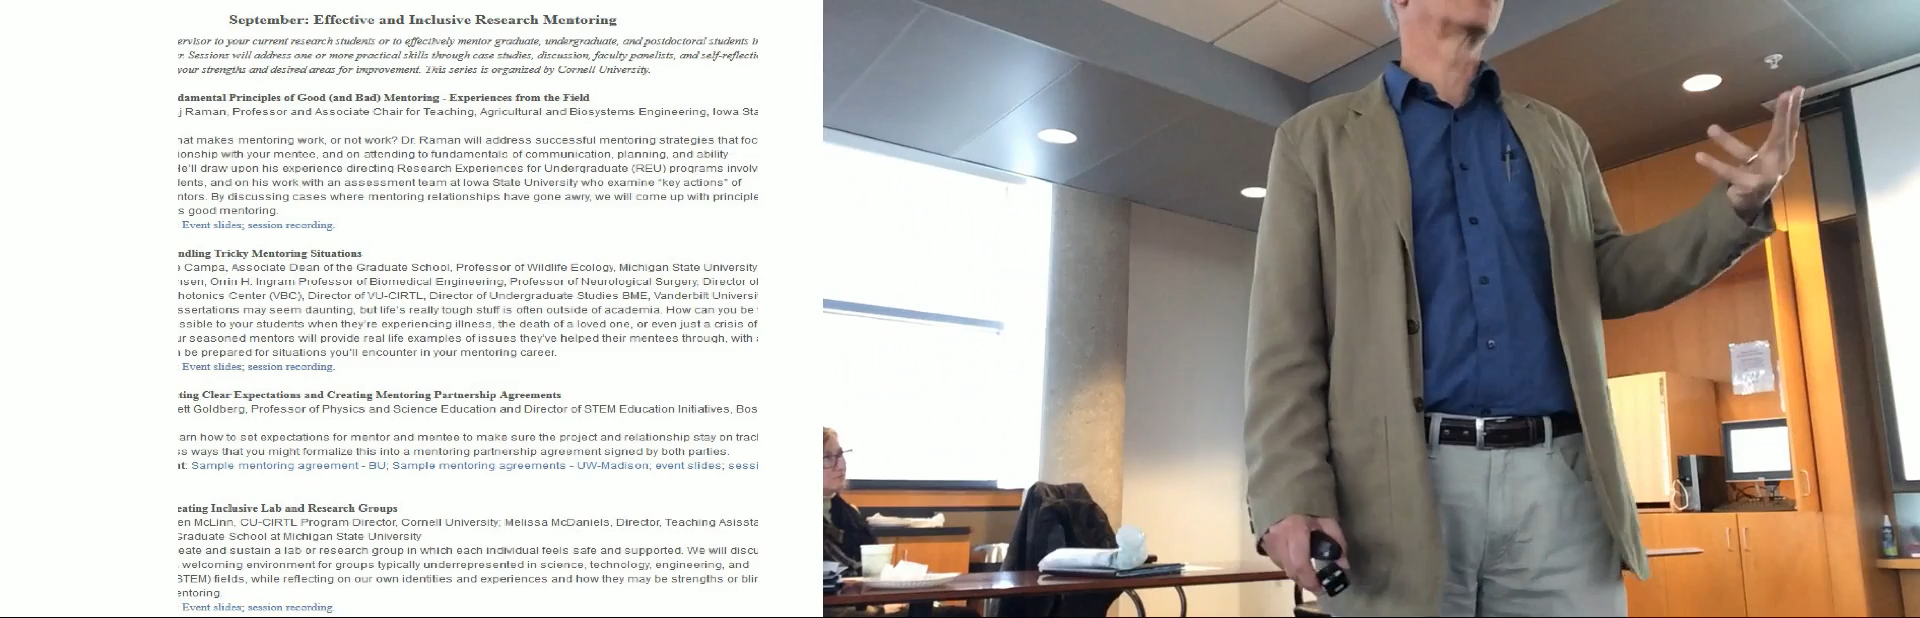 September: Effective and Inclusive Research Mentoring
ervisor to your current research students or to effectively mentor graduate, undergraduate, and postdoctoral students
r. Sessions will address one or more practical skills through case studies, discussion, faculty panelists, and self-reflecti
your strengths and desired areas for improvement. This series is organized by Cornell University.
damental Principles of Good (and Bad) Mentoring - Experiences from the Field
j Raman, Professor and Associate Chair for Teaching, Agricultural and Biosystems Engineering, Iowa Sta
hat makes mentoring work, or not work? Dr. Raman will address successful mentoring strategies that foc
ionship with your mentee, and on attending to fundamentals of communication, planning, and ability
He'll draw upon his experience directing Research Experiences for Undergraduate (REU) programs involv
dents, and on his work with an assessment team at Iowa State University who examine "key actions" of
ntors. By discussing cases where mentoring relationships have gone awry, we will come up with principle
s good mentoring.
Event slides; session recording.
ndling Tricky Mentoring Situations
Campa, Associate Dean of the Graduate School, Professor of Wildlife Ecology, Michigan State University
nsen, Orrin H. Ingram Professor of Biomedical Engineering, Professor of Neurological Surgery, Director of
hotonics Center (VBC), Director of VU-CIRTL, Director of Undergraduate Studies BME, Vanderbilt Universit
ssertations may seem daunting, but life's really tough stuff is often outside of academia. How can you be
ssible to your students when they're experiencing illness, the death of a loved one, or even just a crisis of
ur seasoned mentors will provide real life examples of issues they've helped their mentees through, with
be prepared for situations you'll encounter in your mentoring career.
Event slides; session recording.
ting Clear Expectations and Creating Mentoring Partnership Agreements
ett Goldberg, Professor of Physics and Science Education and Director of STEM Education Initiatives, Bos
arn how to set expectations for mentor and mentee to make sure the project and relationship stay on tracl
s ways that you might formalize this into a mentoring partnership agreement signed by both parties.
t: Sample mentoring agreement - BU; Sample mentoring agreements - UW-Madison; event slides; sessi
eating Inclusive Lab and Research Groups
en McLinn, CU-CIRTL Program Director, Cornell University; Melissa McDaniels, Director, Teaching Asissta
Graduate School at Michigan State University
eate and sustain a lab or research group in which each individual feels safe and supported. We will discu
welcoming environment for groups typically underrepresented in science, technology, engineering, and
STEM) fields, while reflecting on our own identities and experiences and how they may be strengths or blin
entoring.
Event slides; session recording.